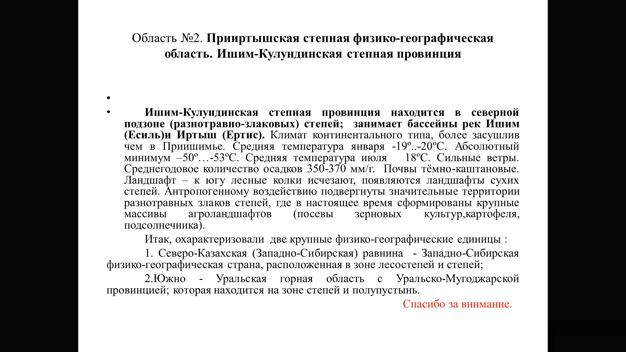 Область №2. Прииртышская степная физико-географическая
область. Ишим-Кулундинская степная провинция
•
• Ишим-Кулундинская степная провинция находится в северной
подзоне (разнотравно-злаковых) степей; занимает бассейны рек Ишим
(Есиль)и Иртыш (Ертис). Климат континентального типа, более засушлив
чем в Приишимье. Средняя температура января -19º..-20ºС. Абсолютный
минимум –50º…-53ºС. Средняя температура июля 18ºС. Сильные ветры.
Среднегодовое количество осадков 350-370 мм/г. Почвы тёмно-каштановые.
Ландшафт – к югу лесные колки исчезают, появляются ландшафты сухих
степей. Антропогенному воздействию подвергнуты значительные территории
разнотравных злаков степей, где в настоящее время сформированы крупные
массивы агроландшафтов (посевы зерновых культур,картофеля,
подсолнечника).
Итак, охарактеризовали две крупные физико-географические единицы :
1. Северо-Казахская (Западно-Сибирская) равнина - Западно-Сибирская
физико-географическая страна, расположенная в зоне лесостепей и степей;
2.Южно - Уральская горная область с Уральско-Мугоджарской
провинцией; которая находится на зоне степей и полупустынь.
Спасибо за внимание.